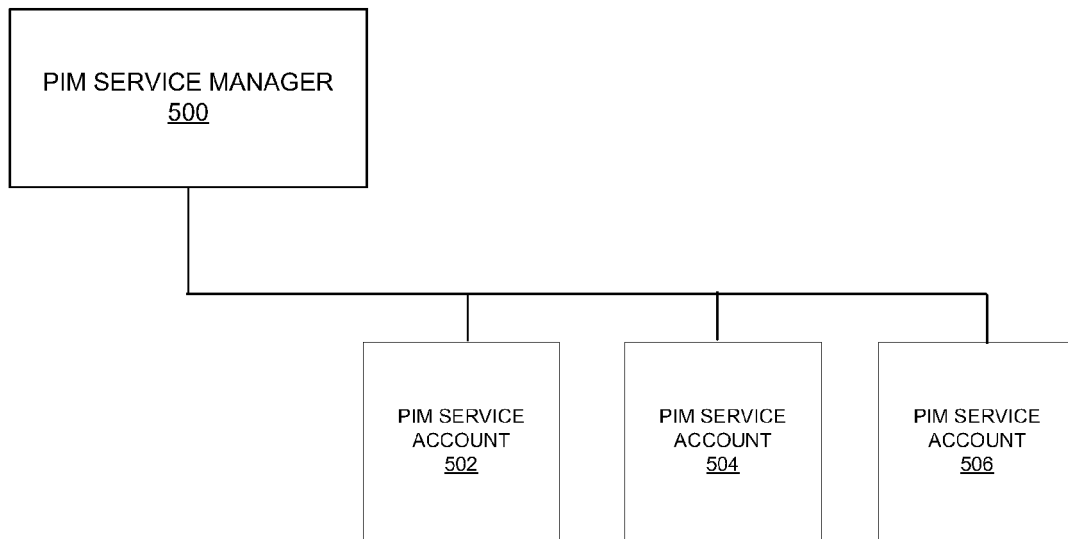 PIM SERVICE MANAGER
500
PIM SERVICE
ACCOUNT
502
PIM SERVICE
ACCOUNT
504
PIM SERVICE
ACCOUNT
506